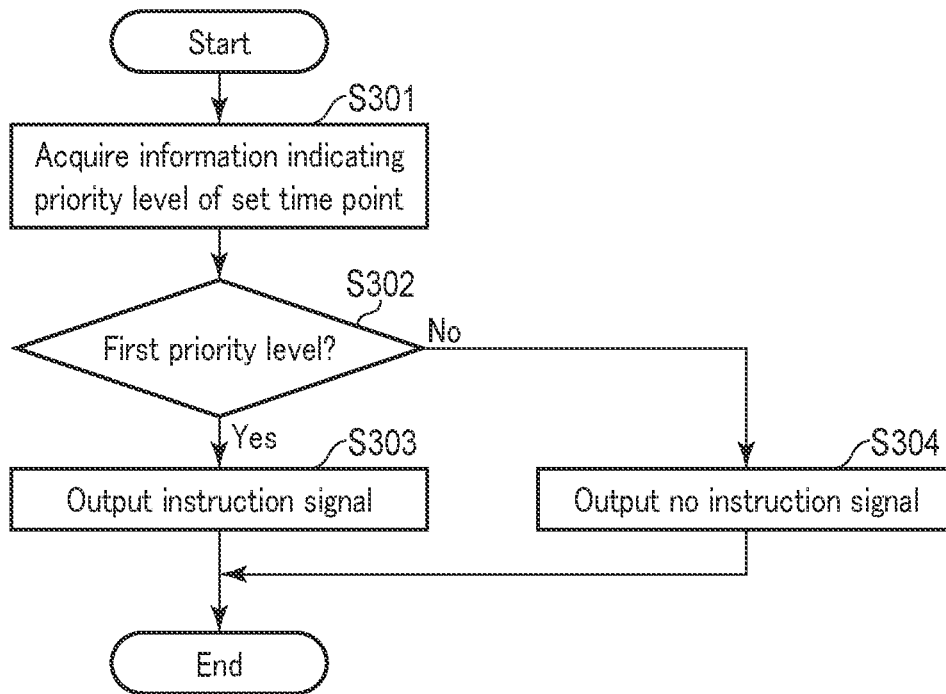 Start
S301
Acquire information indicating
priority level of set time point
S302
First priority level?
No
Yes
S303
Output instruction signal
S304
Output no instruction signal
End